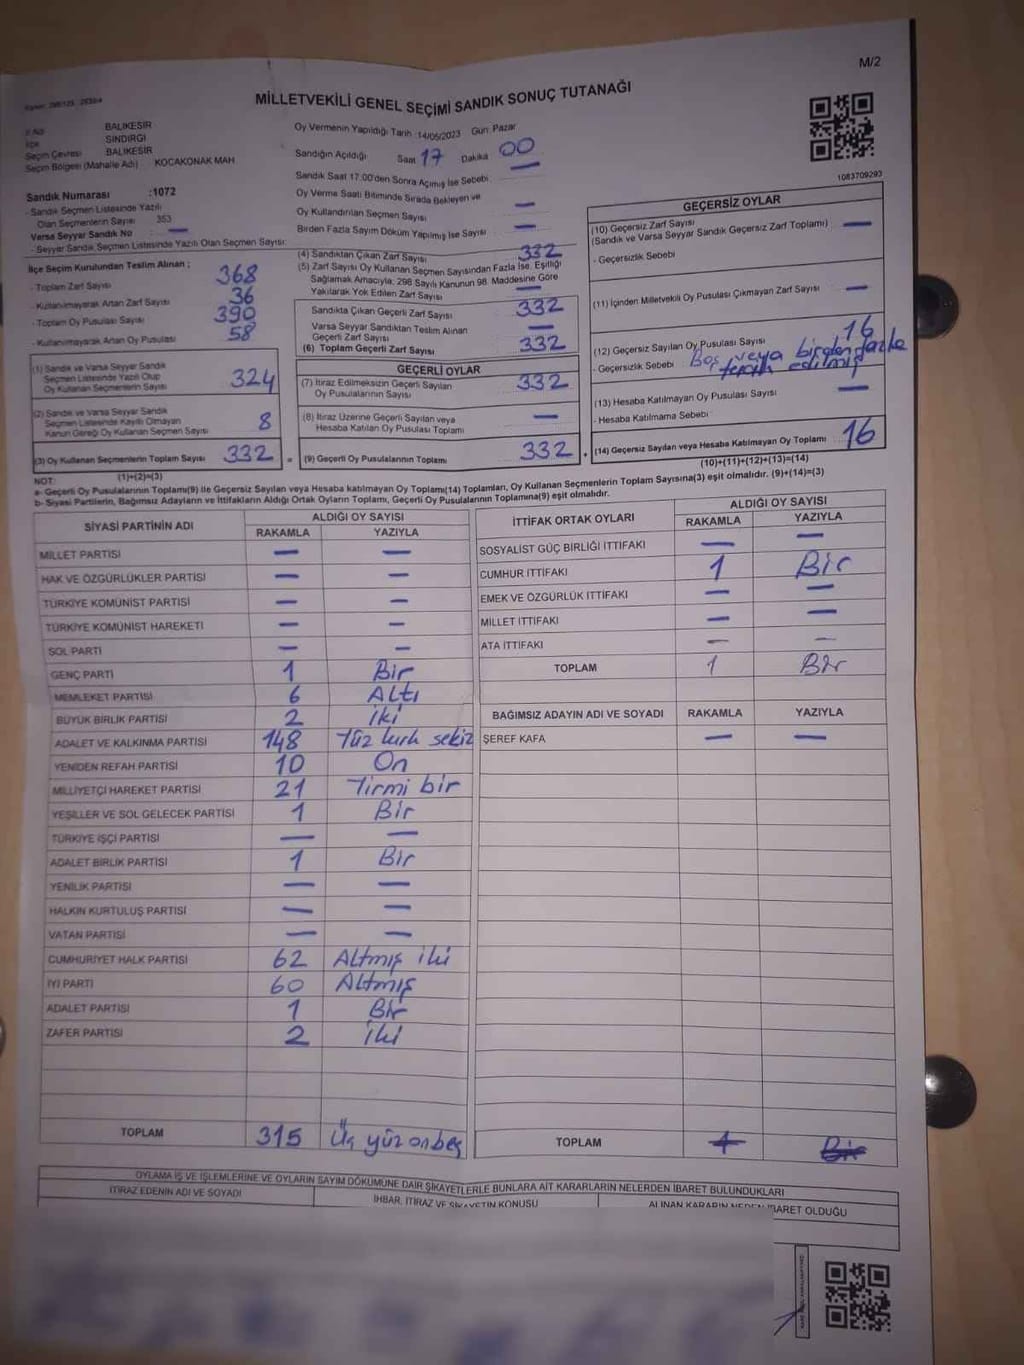 M/2
MİLLETVEKİLİ GENEL SEÇİMİ SANDIK SONUÇ TUTANAĞI
İl Adı BALIKESİR
İlçe SINDIRGI
Seçim Çevresi BALIKESİR
Seçim Bölgesi (Mahalle Adı) KOCAKONAK MAH
Oy Vermenin Yapıldığı Tarih :14/05/2023 Gün: Pazar
Sandığın Açıldığı Saat 17 Dakika 00
Sandık Saat 17:00'den Sonra Açımış İse Sebebi: —
Oy Verme Saati Bitiminde Sırada Bekleyen ve
Oy Kullandırılan Seçmen Sayısı —
Birden Fazla Sayım Döküm Yapılmış İse Sayısı —
1083709293
Sandık Numarası :1072
- Sandık Seçmen Listesinde Yazılı
Olan Seçmenlerin Sayısı 353
Varsa Seyyar Sandık No —
- Seyyar Sandık Seçmen Listesinde Yazılı Olan Seçmen Sayısı:
İlçe Seçim Kurulundan Teslim Alınan ;
- Toplam Zarf Sayısı 368
- Kullanılmayarak Artan Zarf Sayısı 36
- Toplam Oy Pusulası Sayısı 390
- Kullanılmayarak Artan Oy Pusulası 58
(1) Sandık ve Varsa Seyyar Sandık
Seçmen Listesinde Yazılı Olup
Oy Kullanan Seçmenlerin Sayısı 324
(2) Sandık ve Varsa Seyyar Sandık
Seçmen Listesinde Kayıtlı Olmayan
Kanun Gereği Oy Kullanan Seçmen Sayısı 8
(3) Oy Kullanan Seçmenlerin Toplam Sayısı 332
(1)+(2)=(3)
(4) Sandıktan Çıkan Zarf Sayısı 332
(5) Zarf Sayısı Oy Kullanan Seçmen Sayısından Fazla İse, Eşitliği
Sağlamak Amacıyla; 298 Sayılı Kanunun 98. Maddesine Göre
Yakılarak Yok Edilen Zarf Sayısı —
Sandıkta Çıkan Geçerli Zarf Sayısı 332
Varsa Seyyar Sandıktan Teslim Alınan
Geçerli Zarf Sayısı —
(6) Toplam Geçerli Zarf Sayısı 332
GEÇERLİ OYLAR
(7) İtiraz Edilmeksizin Geçerli Sayılan
Oy Pusulalarının Sayısı 332
(8) İtiraz Üzerine Geçerli Sayılan veya
Hesaba Katılan Oy Pusulası Toplamı —
= (9) Geçerli Oy Pusulalarının Toplamı 332
GEÇERSİZ OYLAR
(10) Geçersiz Zarf Sayısı —
(Sandık ve Varsa Seyyar Sandık Geçersiz Zarf Toplamı)
- Geçersizlik Sebebi
(11) İçinden Milletvekili Oy Pusulası Çıkmayan Zarf Sayısı —
(12) Geçersiz Sayılan Oy Pusulası Sayısı 16
- Geçersizlik Sebebi Boş veya birden fazla
tercih edilmiş
(13) Hesaba Katılmayan Oy Pusulası Sayısı —
- Hesaba Katılmama Sebebi
(14) Geçersiz Sayılan veya Hesaba Katılmayan Oy Toplamı 16
(10)+(11)+(12)+(13)=(14)
NOT:
a- Geçerli Oy Pusulalarının Toplamı(9) ile Geçersiz Sayılan veya Hesaba katılmayan Oy Toplamı(14) Toplamları, Oy Kullanan Seçmenlerin Toplam Sayısına(3) eşit olmalıdır. (9)+(14)=(3)
b- Siyasi Partilerin, Bağımsız Adayların ve İttifakların Aldığı Ortak Oyların Toplamı, Geçerli Oy Pusulalarının Toplamına(9) eşit olmalıdır.
SİYASİ PARTİNİN ADI ALDIĞI OY SAYISI
RAKAMLA YAZIYLA
MİLLET PARTİSİ — —
HAK VE ÖZGÜRLÜKLER PARTİSİ — —
TÜRKİYE KOMÜNİST PARTİSİ — —
TÜRKİYE KOMÜNİST HAREKETİ — —
SOL PARTİ — —
GENÇ PARTİ 1 Bir
MEMLEKET PARTİSİ 6 Altı
BÜYÜK BİRLİK PARTİSİ 2 iki
ADALET VE KALKINMA PARTİSİ 148 Yüz kırk sekiz
YENİDEN REFAH PARTİSİ 10 On
MİLLİYETÇİ HAREKET PARTİSİ 21 Yirmi bir
YEŞİLLER VE SOL GELECEK PARTİSİ 1 Bir
TÜRKİYE İŞÇİ PARTİSİ — —
ADALET BİRLİK PARTİSİ 1 Bir
YENİLİK PARTİSİ — —
HALKIN KURTULUŞ PARTİSİ — —
VATAN PARTİSİ — —
CUMHURİYET HALK PARTİSİ 62 Altmış iki
İYİ PARTİ 60 Altmış
ADALET PARTİSİ 1 Bir
ZAFER PARTİSİ 2 iki
TOPLAM 315 Üç yüz on beş
İTTİFAK ORTAK OYLARI ALDIĞI OY SAYISI
RAKAMLA YAZIYLA
SOSYALİST GÜÇ BİRLİĞİ İTTİFAKI — —
CUMHUR İTTİFAKI 1 Bir
EMEK VE ÖZGÜRLÜK İTTİFAKI — —
MİLLET İTTİFAKI — —
ATA İTTİFAKI — —
TOPLAM 1 Bir
BAĞIMSIZ ADAYIN ADI VE SOYADI RAKAMLA YAZIYLA
ŞEREF KAFA — —
TOPLAM 1 Bir
OYLAMA İŞ VE İŞLEMLERİNE VE OYLARIN SAYIM DÖKÜMÜNE DAİR ŞİKAYETLERLE BUNLARA AİT KARARLARIN NELERDEN İBARET BULUNDUKLARI
İTİRAZ EDENİN ADI VE SOYADI
İHBAR, İTİRAZ VE ŞİKAYETİN KONUSU
ALINAN KARARIN NEDEN İBARET OLDUĞU